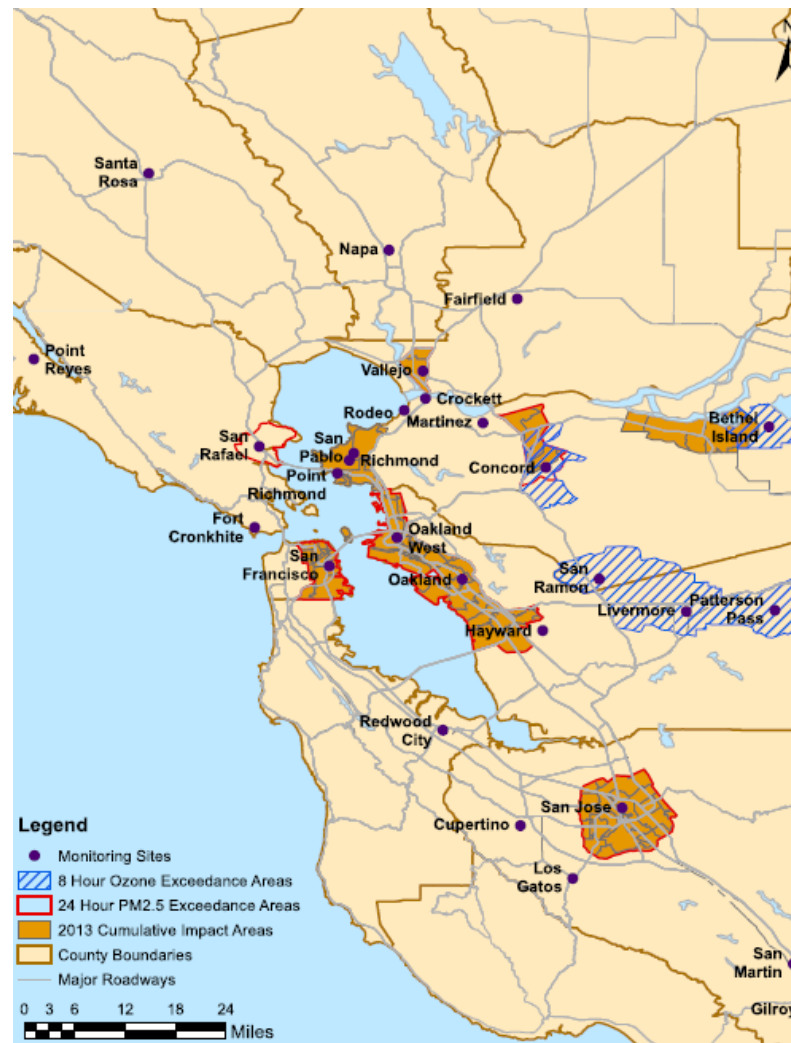 N
Santa
Rosa
Napa
Fairfield
Point
Reyes
Vallejo
Crockett
Rodeo
Martinez
Bethel
Island
San
Rafael
San
Pablo
Richmond
Concord
Point
Richmond
Fort
Cronkhite
Oakland
West
San
Francisco
Oakland
San
Ramon
Livermore
Patterson
Pass
Hayward
Redwood
City
San Jose
Cupertino
Los
Gatos
San
Martin
Gilroy
Legend
Monitoring Sites
8 Hour Ozone Exceedance Areas
24 Hour PM2.5 Exceedance Areas
2013 Cumulative Impact Areas
County Boundaries
Major Roadways
0 3 6 12 18 24
Miles